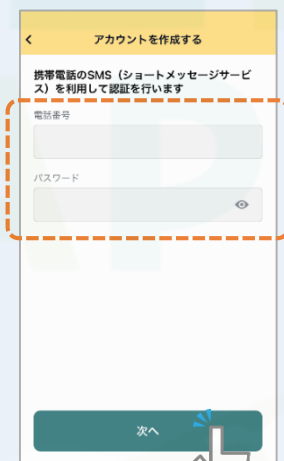 アカウントを作成する
携帯電話のSMS（ショートメッセージサービ
ス）を利用して認証を行います
電話番号
パスワード
次へ